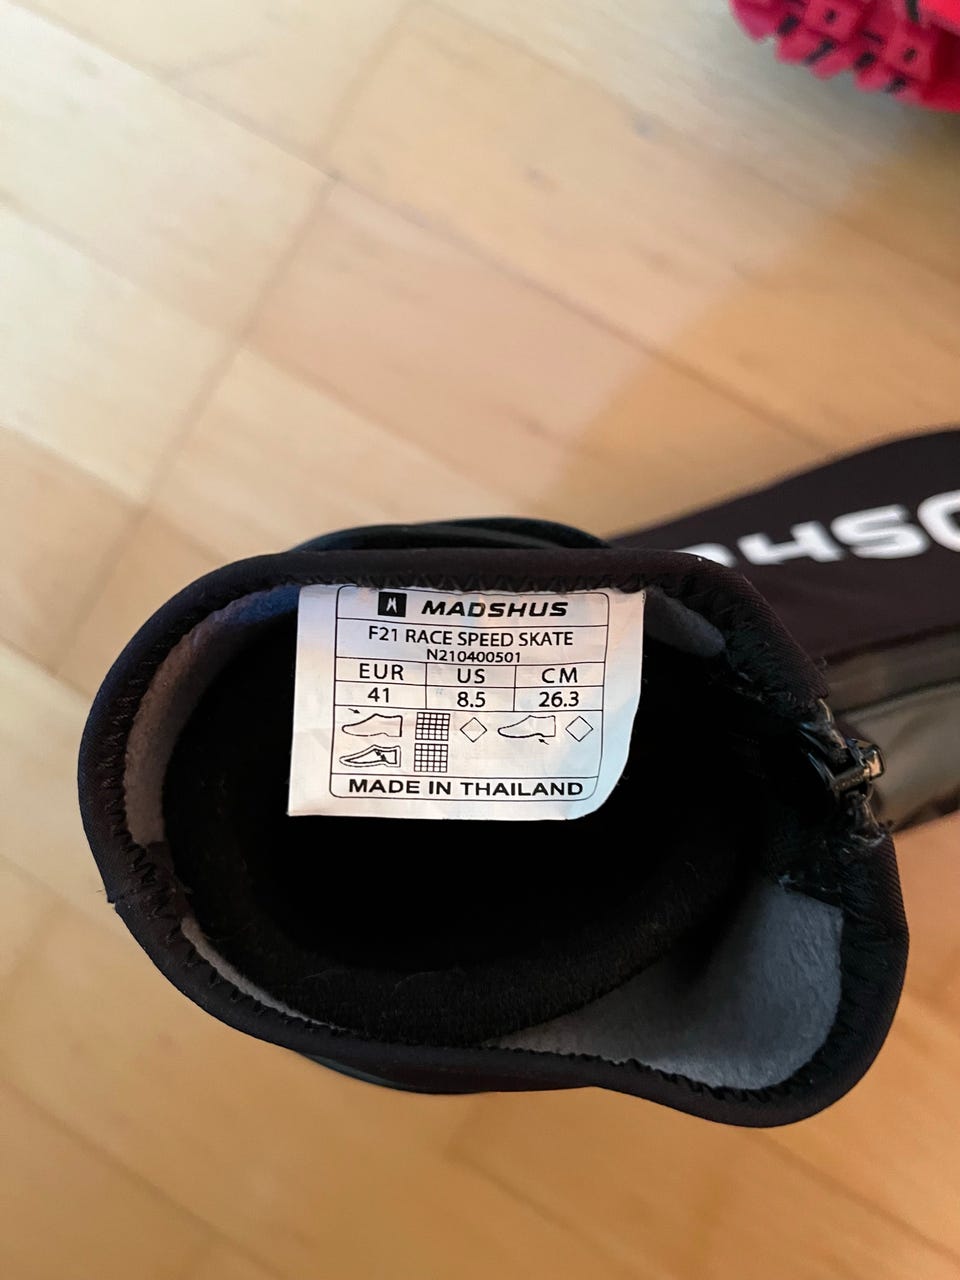 MADSHUS
F21 RACE SPEED SKATE
N210400501
EUR US CM
41 8.5 26.3
MADE IN THAILAND